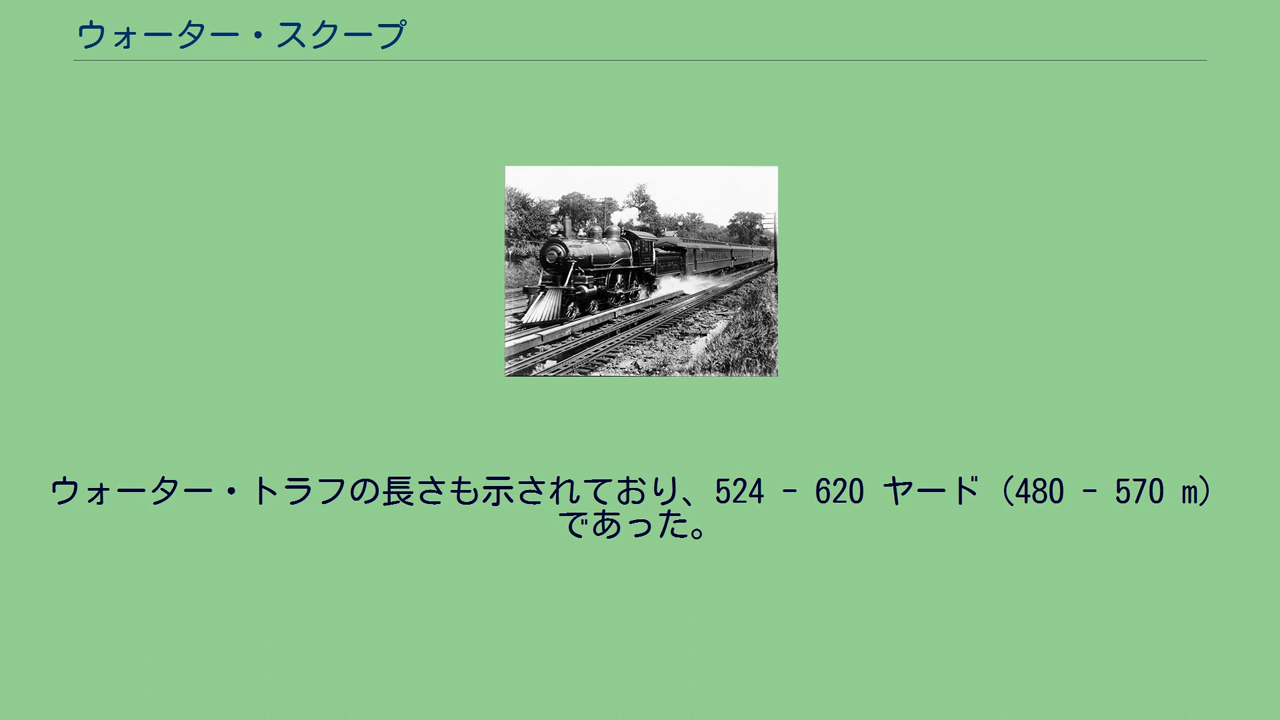 ウォーター・スクープ
ウォーター・トラフの長さも示されており、524 - 620 ヤード (480 - 570 m)
であった。